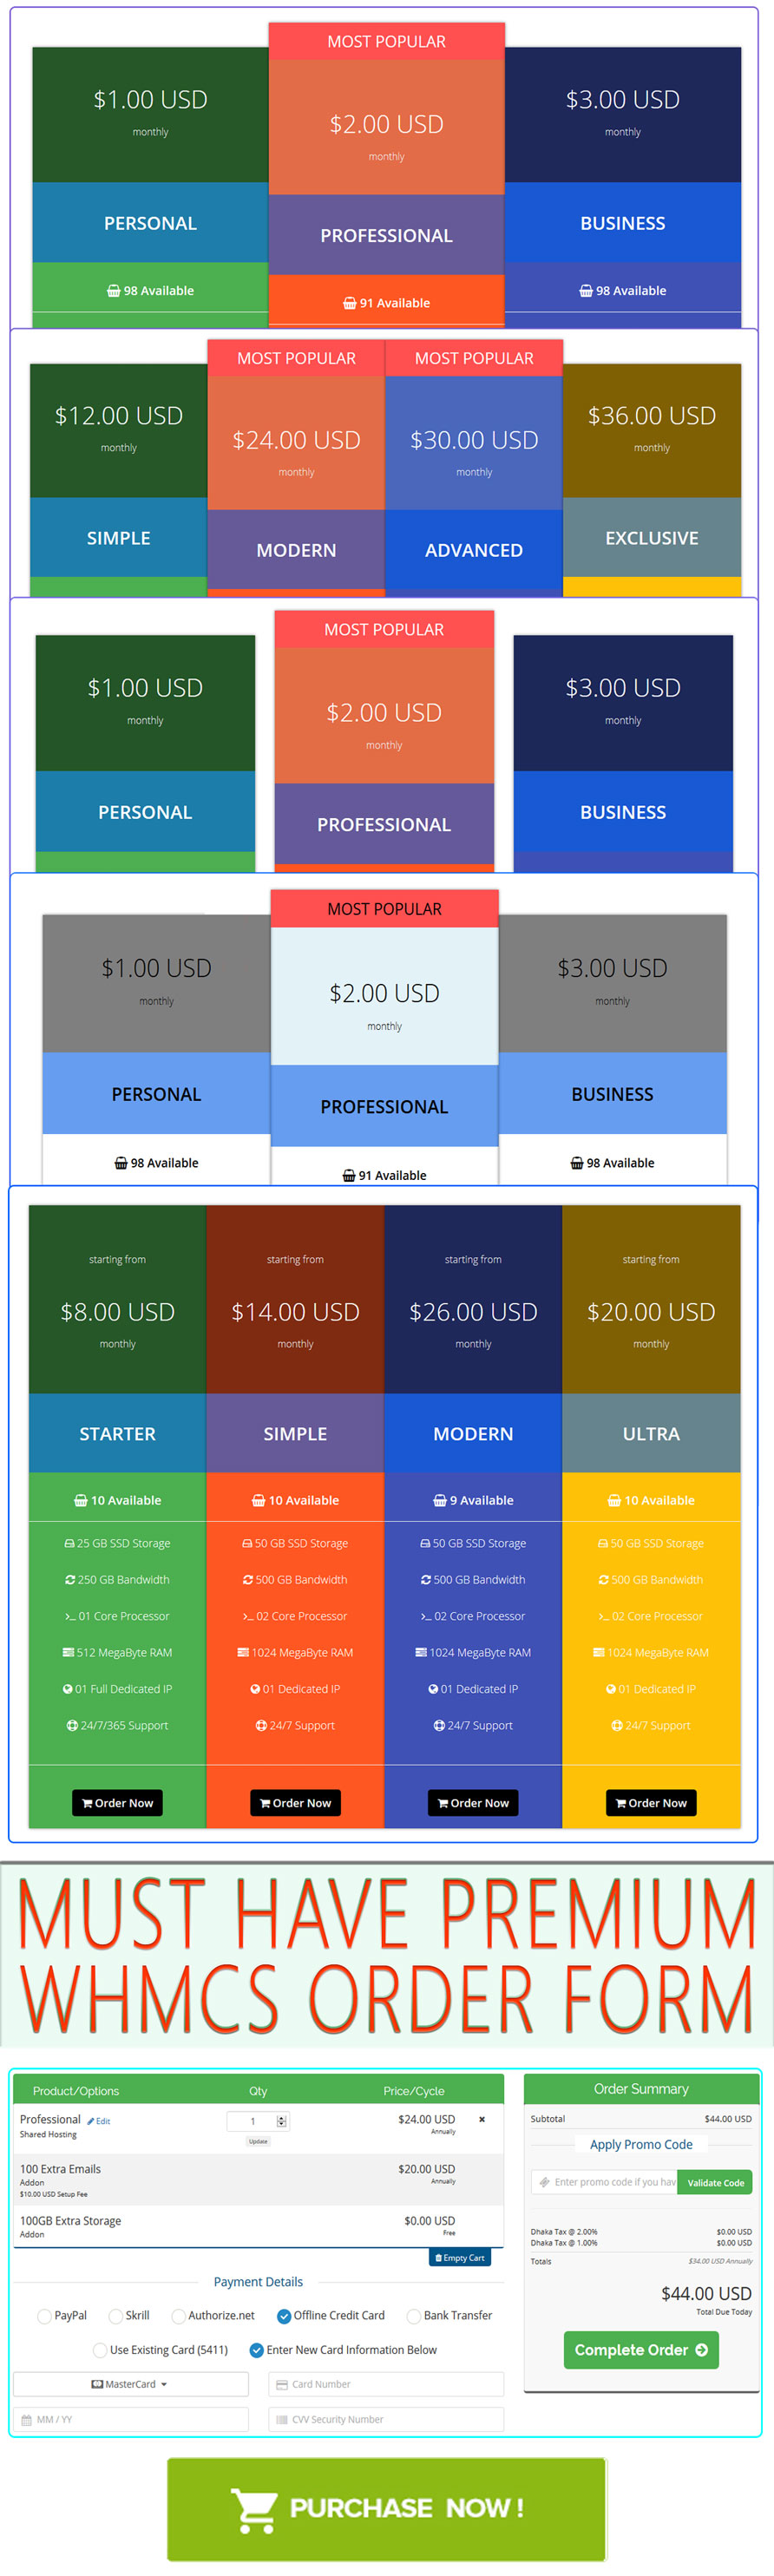 MOST POPULAR
$1.00 USD
monthly
$2.00 USD
monthly
$3.00 USD
monthly
PERSONAL
PROFESSIONAL
BUSINESS
98 Available
91 Available
98 Available
MOST POPULAR
MOST POPULAR
$12.00 USD
monthly
$24.00 USD
monthly
$30.00 USD
monthly
$36.00 USD
monthly
SIMPLE
MODERN
ADVANCED
EXCLUSIVE
MOST POPULAR
$1.00 USD
monthly
$2.00 USD
monthly
$3.00 USD
monthly
PERSONAL
PROFESSIONAL
BUSINESS
MOST POPULAR
$1.00 USD
monthly
$2.00 USD
monthly
$3.00 USD
monthly
PERSONAL
PROFESSIONAL
BUSINESS
98 Available
91 Available
98 Available
starting from
$8.00 USD
monthly
STARTER
10 Available
25 GB SSD Storage
250 GB Bandwidth
01 Core Processor
512 MegaByte RAM
01 Full Dedicated IP
24/7/365 Support
Order Now
starting from
$14.00 USD
monthly
SIMPLE
10 Available
50 GB SSD Storage
500 GB Bandwidth
02 Core Processor
1024 MegaByte RAM
01 Dedicated IP
24/7 Support
Order Now
starting from
$26.00 USD
monthly
MODERN
9 Available
50 GB SSD Storage
500 GB Bandwidth
02 Core Processor
1024 MegaByte RAM
01 Dedicated IP
24/7 Support
Order Now
starting from
$20.00 USD
monthly
ULTRA
10 Available
50 GB SSD Storage
500 GB Bandwidth
02 Core Processor
1024 MegaByte RAM
01 Dedicated IP
24/7 Support
Order Now
MUST HAVE PREMIUM
WHMCS ORDER FORM
Product/Options Qty Price/Cycle
Professional Edit 1 $24.00 USD
Shared Hosting Annually
Update
100 Extra Emails $20.00 USD
Addon Annually
$10.00 USD Setup Fee
100GB Extra Storage $0.00 USD
Addon Free
Empty Cart
Payment Details
PayPal Skrill Authorize.net Offline Credit Card Bank Transfer
Use Existing Card (5411) Enter New Card Information Below
MasterCard Card Number
MM / YY CVV Security Number
Order Summary
Subtotal $44.00 USD
Apply Promo Code
Enter promo code if you hav Validate Code
Dhaka Tax @ 2.00% $0.00 USD
Dhaka Tax @ 1.00% $0.00 USD
Totals $34.00 USD Annually
$44.00 USD
Total Due Today
Complete Order
PURCHASE NOW !